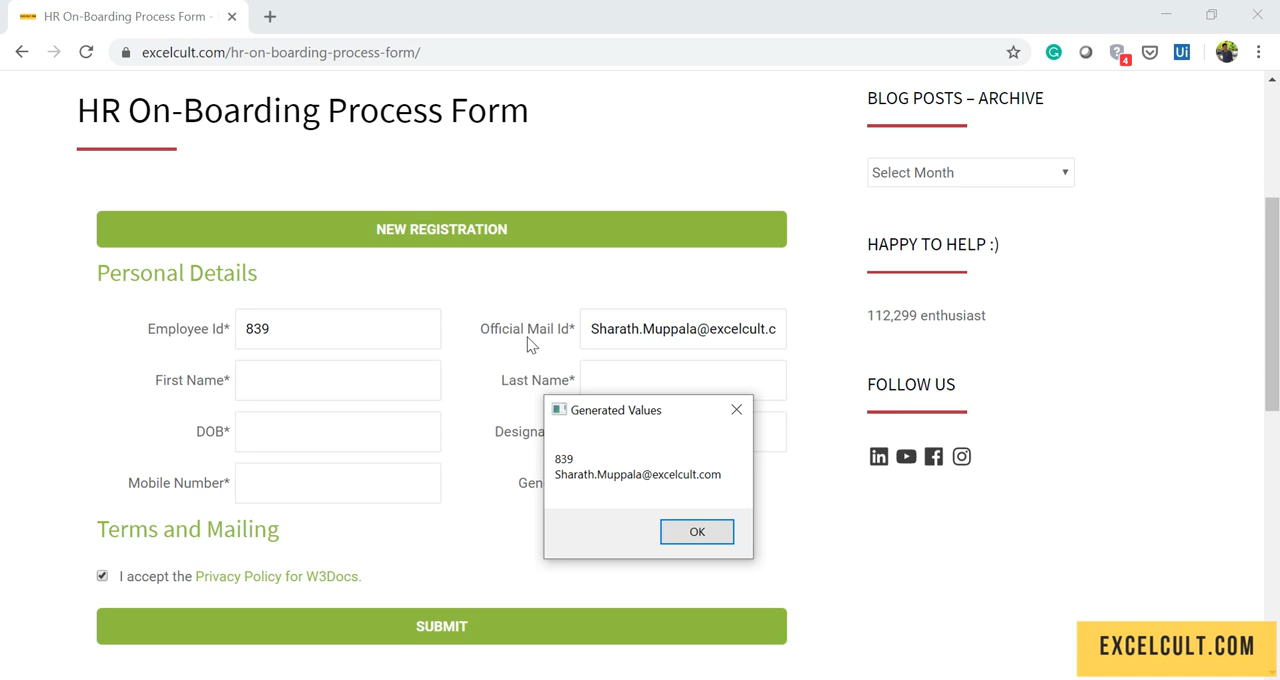 HR On-Boarding Process Form -
excelcult.com/hr-on-boarding-process-form/
4
Ui
HR On-Boarding Process Form
NEW REGISTRATION
Personal Details
Employee Id*
839
Official Mail Id*
Sharath.Muppala@excelcult.c
First Name*
Last Name*
DOB*
Designa
Mobile Number*
Gen
Generated Values
839
Sharath.Muppala@excelcult.com
OK
Terms and Mailing
I accept the Privacy Policy for W3Docs.
SUBMIT
BLOG POSTS – ARCHIVE
Select Month
HAPPY TO HELP :)
112,299 enthusiast
FOLLOW US
EXCELCULT.COM